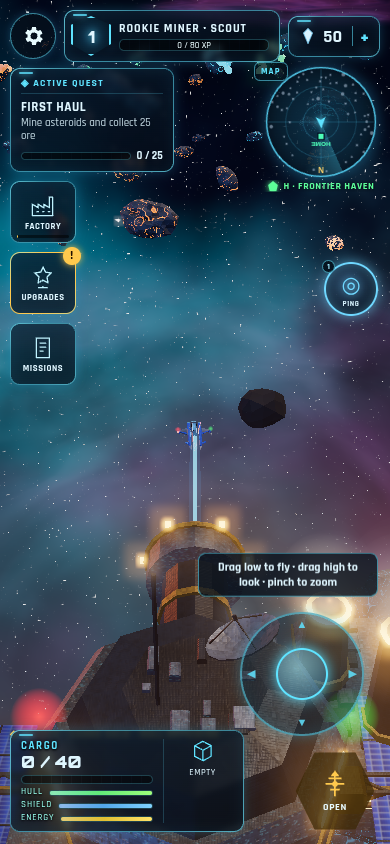 1
ROOKIE MINER · SCOUT
0 / 80 XP
50
+
ACTIVE QUEST
FIRST HAUL
Mine asteroids and collect 25
ore
0 / 25
MAP
HOME
N
H · FRONTIER HAVEN
FACTORY
!
UPGRADES
MISSIONS
1
PING
Drag low to fly · drag high to
look · pinch to zoom
CARGO
0 / 40
HULL
SHIELD
ENERGY
EMPTY
OPEN